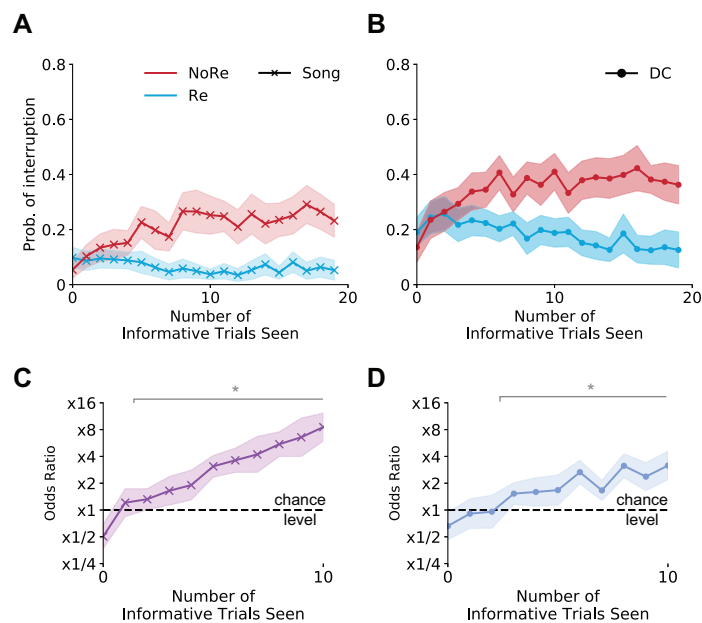 A
B
NoRe
Song
Re
DC
0.8
0.6
0.4
0.2
0
Prob. of interruption
0
10
20
Number of
Informative Trials Seen
0.8
0.6
0.4
0.2
0
0
10
20
Number of
Informative Trials Seen
C
D
*
x16
x8
x4
x2
x1
x1/2
x1/4
Odds Ratio
chance
level
0
10
Number of
Informative Trials Seen
*
x16
x8
x4
x2
x1
x1/2
x1/4
Odds Ratio
chance
level
0
10
Number of
Informative Trials Seen